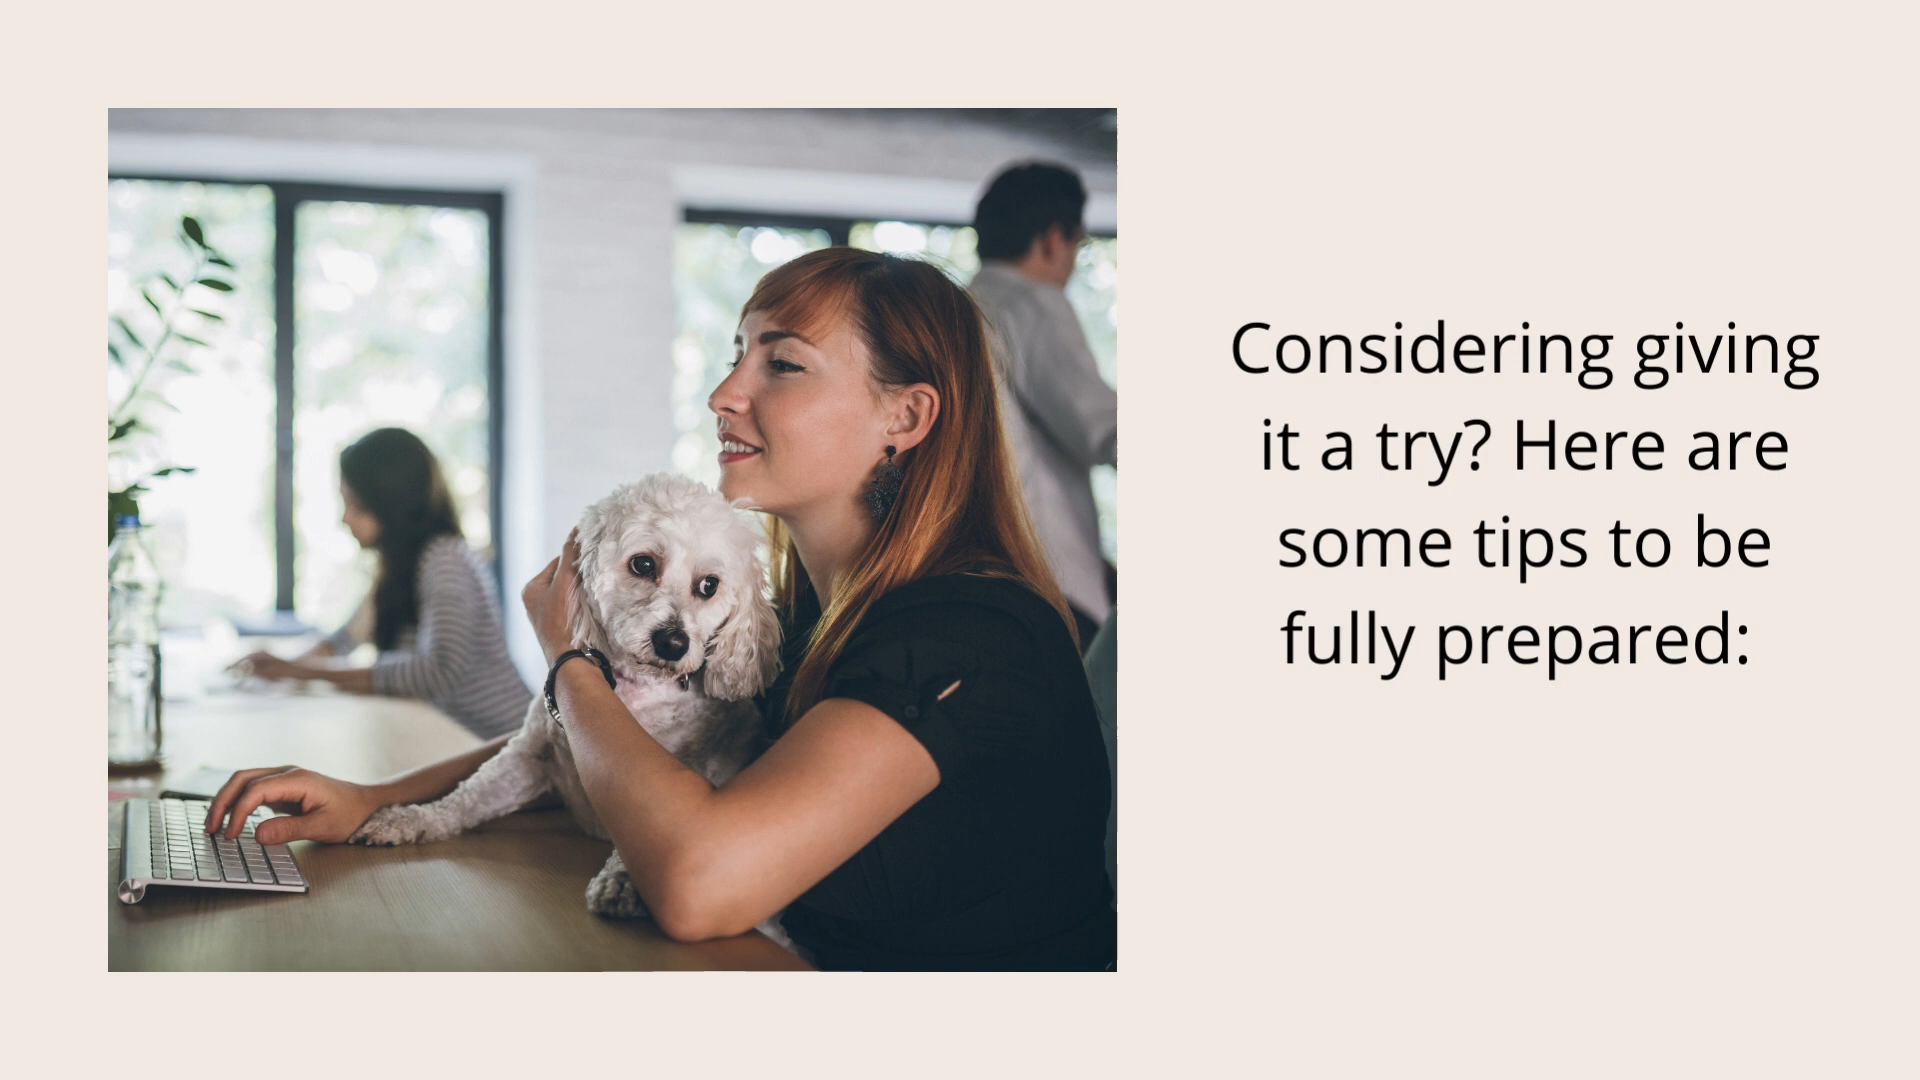 Considering giving
it a try? Here are
some tips to be
fully prepared: